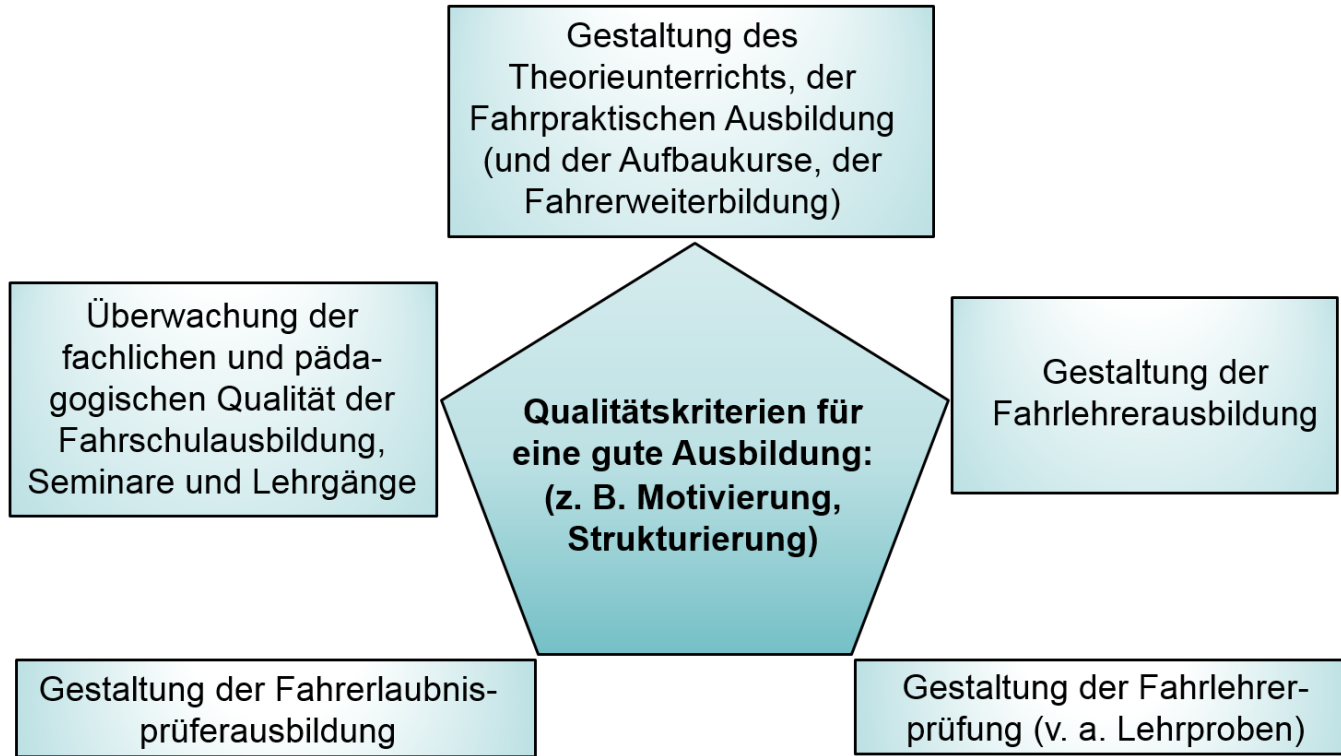 Gestaltung des
Theorieunterrichts, der
Fahrpraktischen Ausbildung
(und der Aufbaukurse, der
Fahrerweiterbildung)
Überwachung der
fachlichen und päda-
gogischen Qualität der
Fahrschulausbildung,
Seminare und Lehrgänge
Qualitätskriterien für
eine gute Ausbildung:
(z. B. Motivierung,
Strukturierung)
Gestaltung der
Fahrlehrerausbildung
Gestaltung der Fahrerlaubnis-
prüferausbildung
Gestaltung der Fahrlehrer-
prüfung (v. a. Lehrproben)